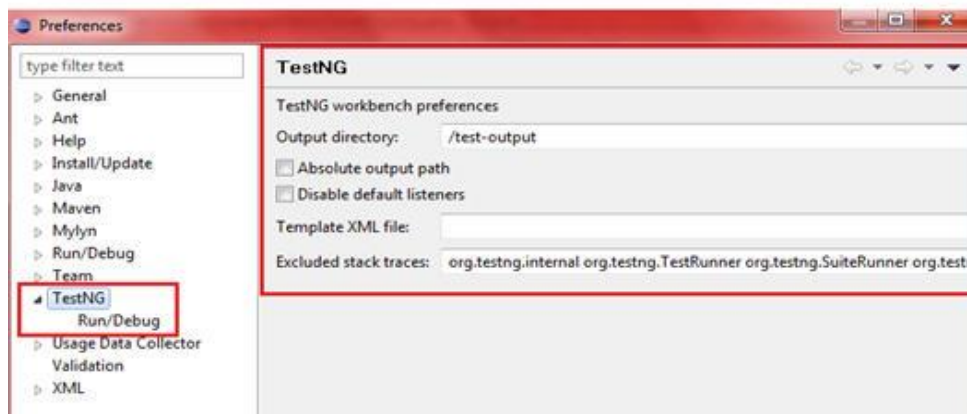 Preferences
type filter text
General
Ant
Help
Install/Update
Java
Maven
Mylyn
Run/Debug
Team
TestNG
Run/Debug
Usage Data Collector
Validation
XML
TestNG
TestNG workbench preferences
Output directory: /test-output
Absolute output path
Disable default listeners
Template XML file:
Excluded stack traces: org.testng.internal org.testng.TestRunner org.testng.SuiteRunner org.test